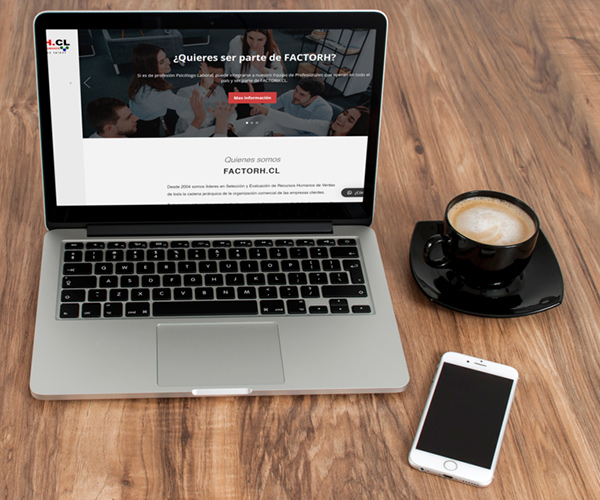 H.CL
¿Quieres ser parte de FACTORH?
Si es de profesión Psicólogo Laboral, puede integrarse a nuestro Equipo de Profesionales que operan en todo el
país y ser parte de FACTORH.CL.
Mas Información
Quienes somos
FACTORH.CL
Desde 2004 somos líderes en Selección y Evaluación de Recursos Humanos de Ventas
de toda la cadena jerárquica de la organización comercial de las empresas clientes